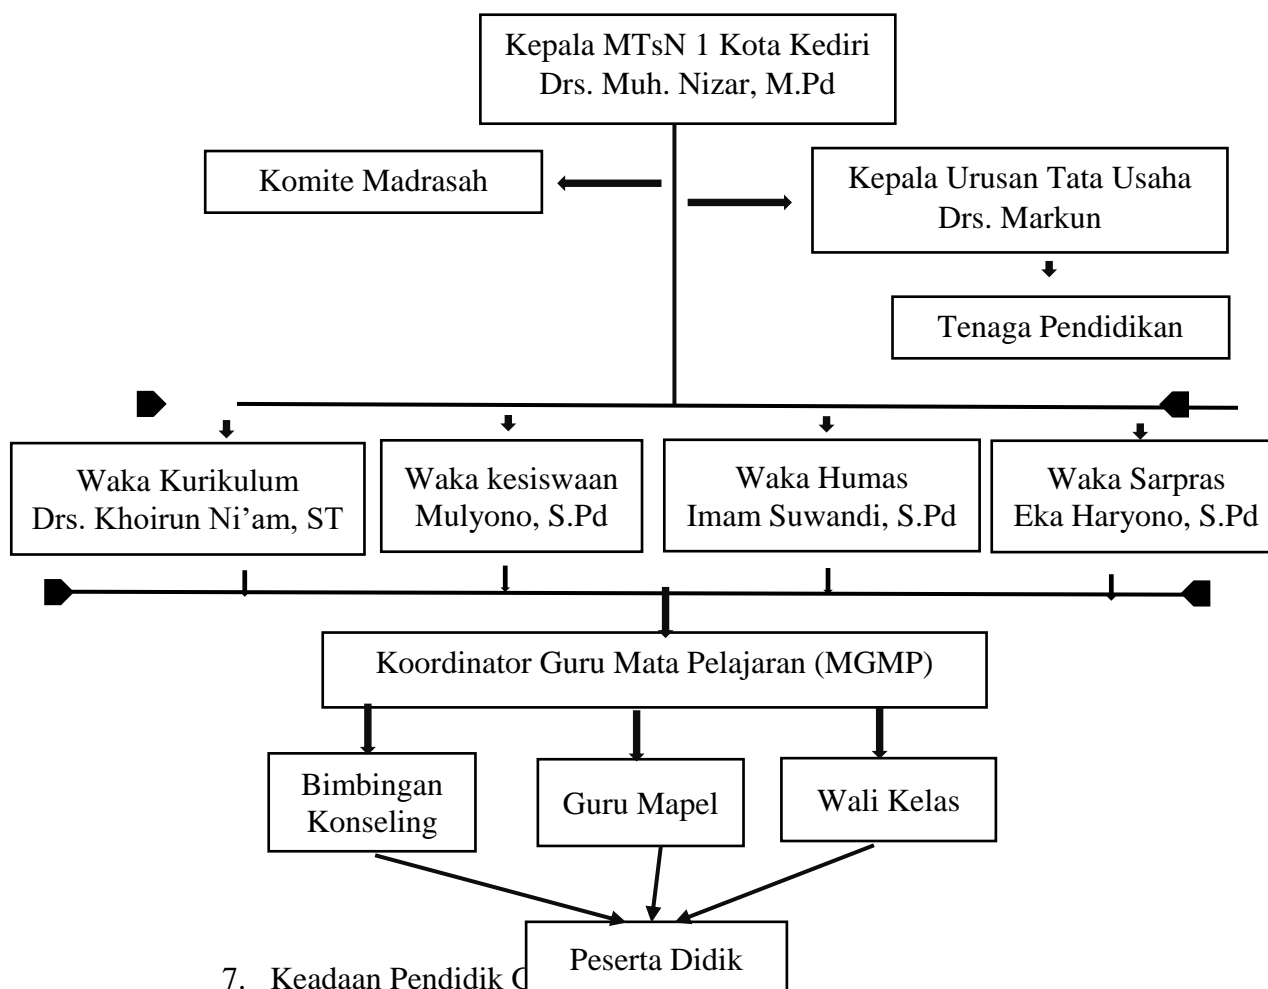 Kepala MTsN 1 Kota Kediri
Drs. Muh. Nizar, M.Pd
Komite Madrasah
Kepala Urusan Tata Usaha
Drs. Markun
Tenaga Pendidikan
Waka Kurikulum
Drs. Khoirun Ni’am, ST
Waka kesiswaan
Mulyono, S.Pd
Waka Humas
Imam Suwandi, S.Pd
Waka Sarpras
Eka Haryono, S.Pd
Koordinator Guru Mata Pelajaran (MGMP)
Bimbingan
Konseling
Guru Mapel
Wali Kelas
Peserta Didik
7. Keadaan Pendidik